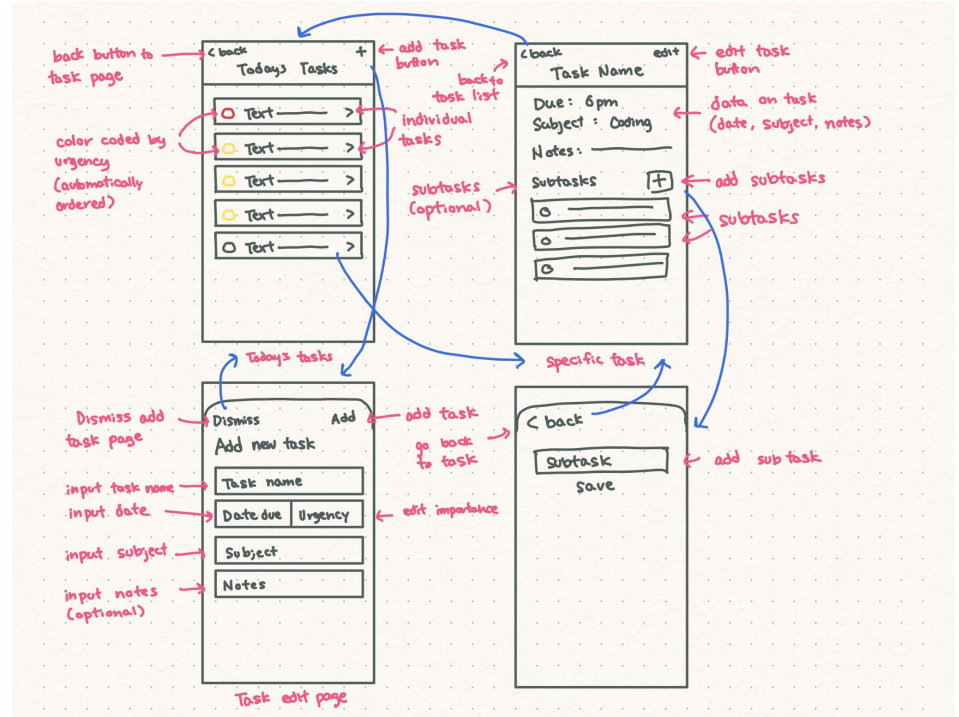 back button to
task page
< back
+
Todays Tasks
add task
button
Text >
Text >
Text >
Text >
Text >
color coded by
urgency
(automatically
ordered)
individual
tasks
Todays tasks
< back
edit
Task Name
back to
task list
edit task
button
Due : 6pm
Subject : Coding
Notes :
data on task
(date, subject, notes)
Subtasks
+
subtasks
(optional)
add subtasks
subtasks
specific task
Dismiss add
task page
Dismiss
Add
add task
Add new task
input task name
Task name
input date
Date due
Urgency
edit importance
input subject
Subject
input notes
(optional)
Notes
Task edit page
go back
to task
< back
subtask
save
add sub task